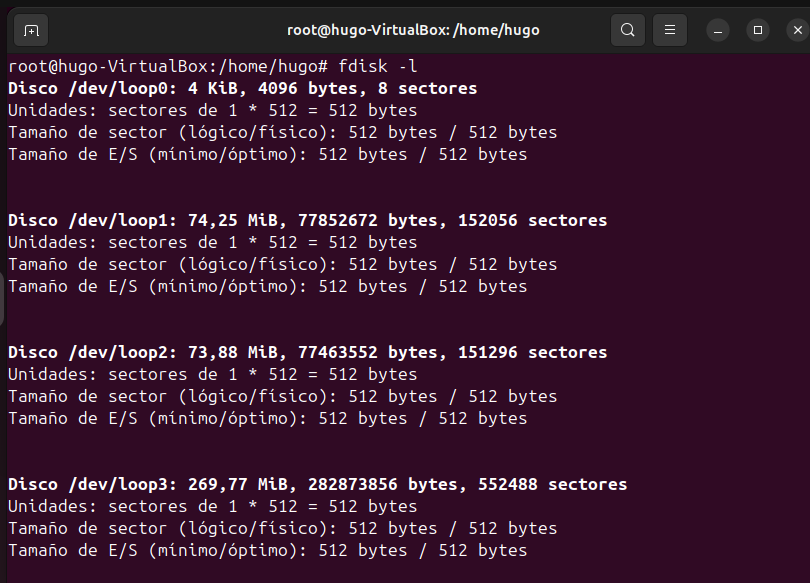 root@hugo-VirtualBox: /home/hugo
root@hugo-VirtualBox:/home/hugo# fdisk -l
Disco /dev/loop0: 4 KiB, 4096 bytes, 8 sectores
Unidades: sectores de 1 * 512 = 512 bytes
Tamaño de sector (lógico/físico): 512 bytes / 512 bytes
Tamaño de E/S (mínimo/óptimo): 512 bytes / 512 bytes
Disco /dev/loop1: 74,25 MiB, 77852672 bytes, 152056 sectores
Unidades: sectores de 1 * 512 = 512 bytes
Tamaño de sector (lógico/físico): 512 bytes / 512 bytes
Tamaño de E/S (mínimo/óptimo): 512 bytes / 512 bytes
Disco /dev/loop2: 73,88 MiB, 77463552 bytes, 151296 sectores
Unidades: sectores de 1 * 512 = 512 bytes
Tamaño de sector (lógico/físico): 512 bytes / 512 bytes
Tamaño de E/S (mínimo/óptimo): 512 bytes / 512 bytes
Disco /dev/loop3: 269,77 MiB, 282873856 bytes, 552488 sectores
Unidades: sectores de 1 * 512 = 512 bytes
Tamaño de sector (lógico/físico): 512 bytes / 512 bytes
Tamaño de E/S (mínimo/óptimo): 512 bytes / 512 bytes